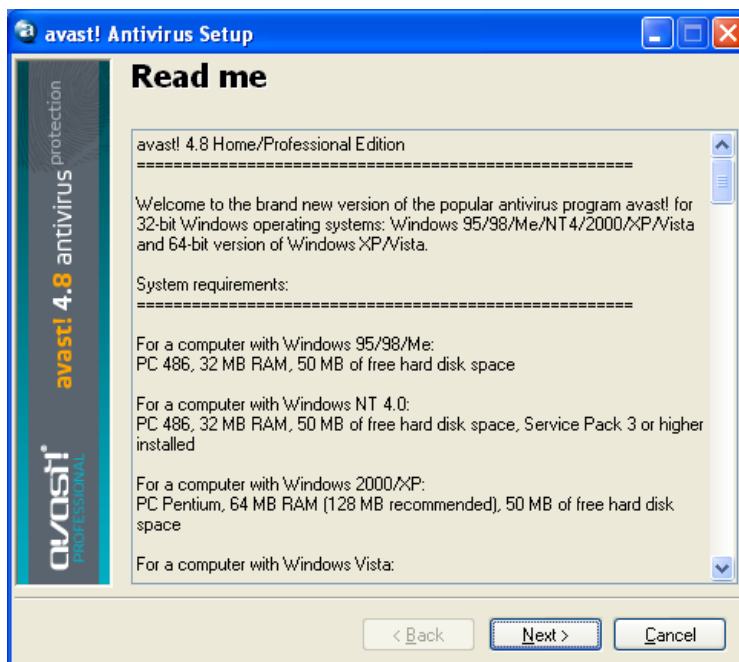 avast! Antivirus Setup
Read me
avast! 4.8 Home/Professional Edition
======================================================
Welcome to the brand new version of the popular antivirus program avast! for
32-bit Windows operating systems: Windows 95/98/Me/NT4/2000/XP/Vista
and 64-bit version of Windows XP/Vista.
System requirements:
======================================================
For a computer with Windows 95/98/Me:
PC 486, 32 MB RAM, 50 MB of free hard disk space
For a computer with Windows NT 4.0:
PC 486, 32 MB RAM, 50 MB of free hard disk space, Service Pack 3 or higher
installed
For a computer with Windows 2000/XP:
PC Pentium, 64 MB RAM (128 MB recommended), 50 MB of free hard disk
space
For a computer with Windows Vista:
avast! 4.8 antivirus protection
avast!
PROFESSIONAL
< Back
Next >
Cancel